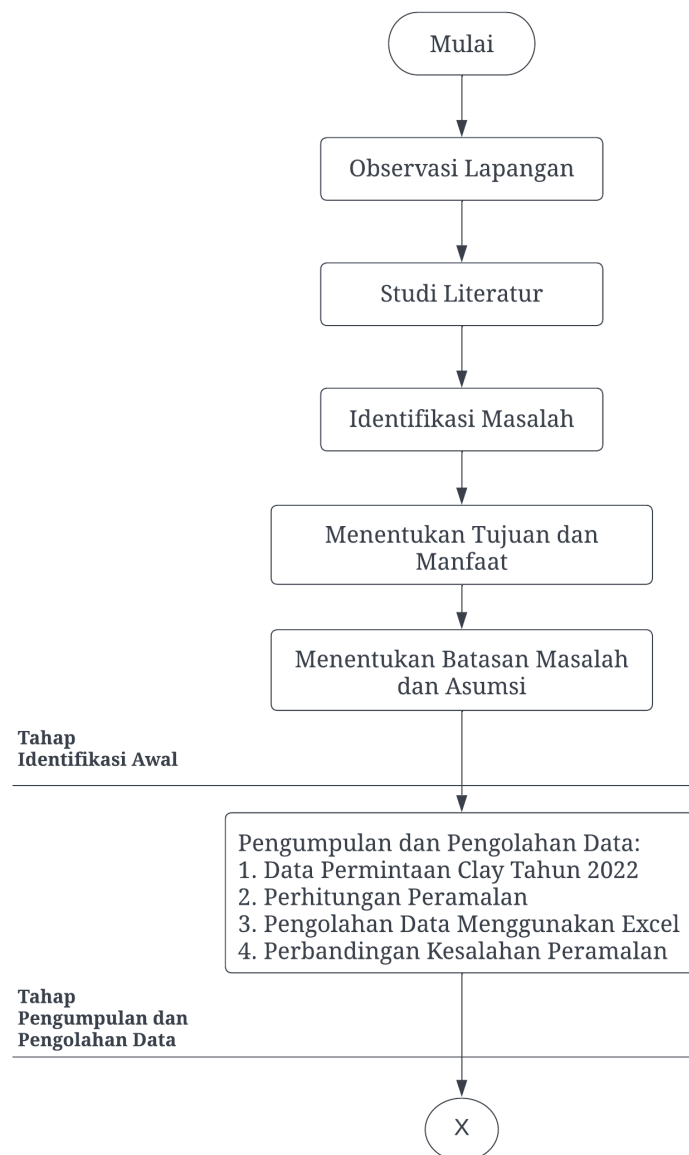 Mulai
Observasi Lapangan
Studi Literatur
Identifikasi Masalah
Menentukan Tujuan dan
Manfaat
Menentukan Batasan Masalah
dan Asumsi
Tahap
Identifikasi Awal
Pengumpulan dan Pengolahan Data:
1. Data Permintaan Clay Tahun 2022
2. Perhitungan Peramalan
3. Pengolahan Data Menggunakan Excel
4. Perbandingan Kesalahan Peramalan
Tahap
Pengumpulan dan
Pengolahan Data
X